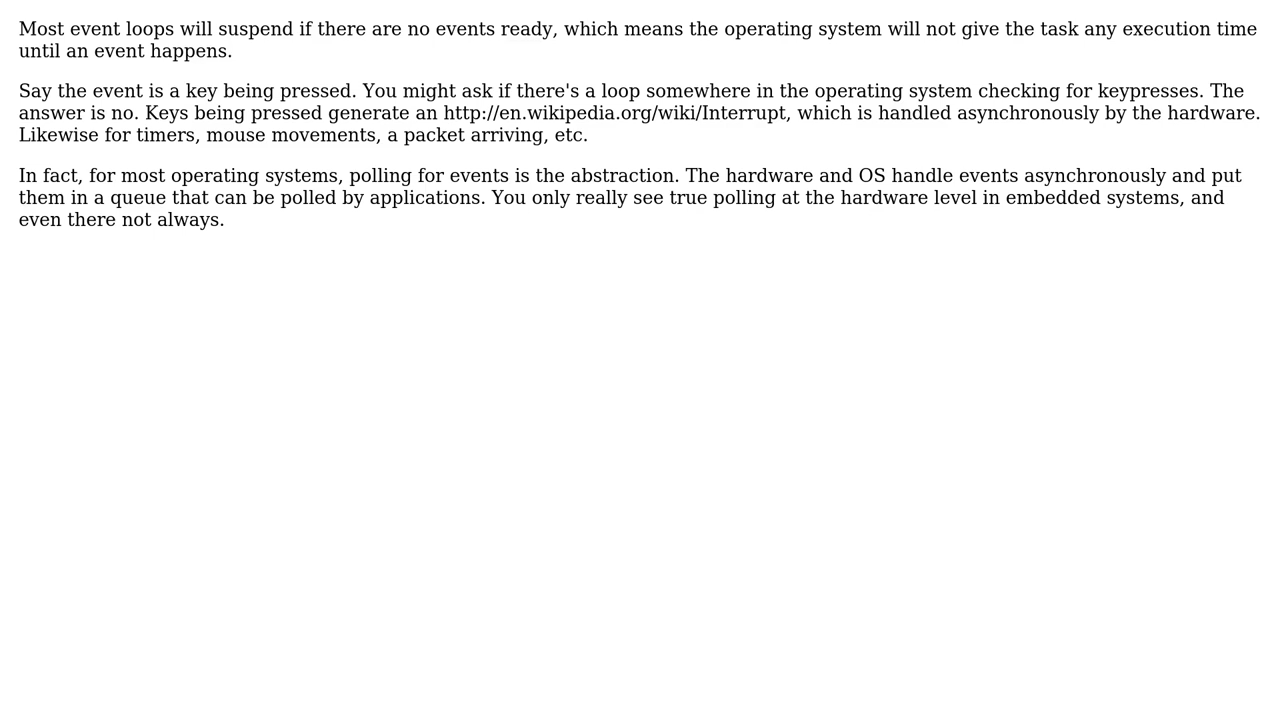 Most event loops will suspend if there are no events ready, which means the operating system will not give the task any execution time
until an event happens.
Say the event is a key being pressed. You might ask if there's a loop somewhere in the operating system checking for keypresses. The
answer is no. Keys being pressed generate an http://en.wikipedia.org/wiki/Interrupt, which is handled asynchronously by the hardware.
Likewise for timers, mouse movements, a packet arriving, etc.
In fact, for most operating systems, polling for events is the abstraction. The hardware and OS handle events asynchronously and put
them in a queue that can be polled by applications. You only really see true polling at the hardware level in embedded systems, and
even there not always.